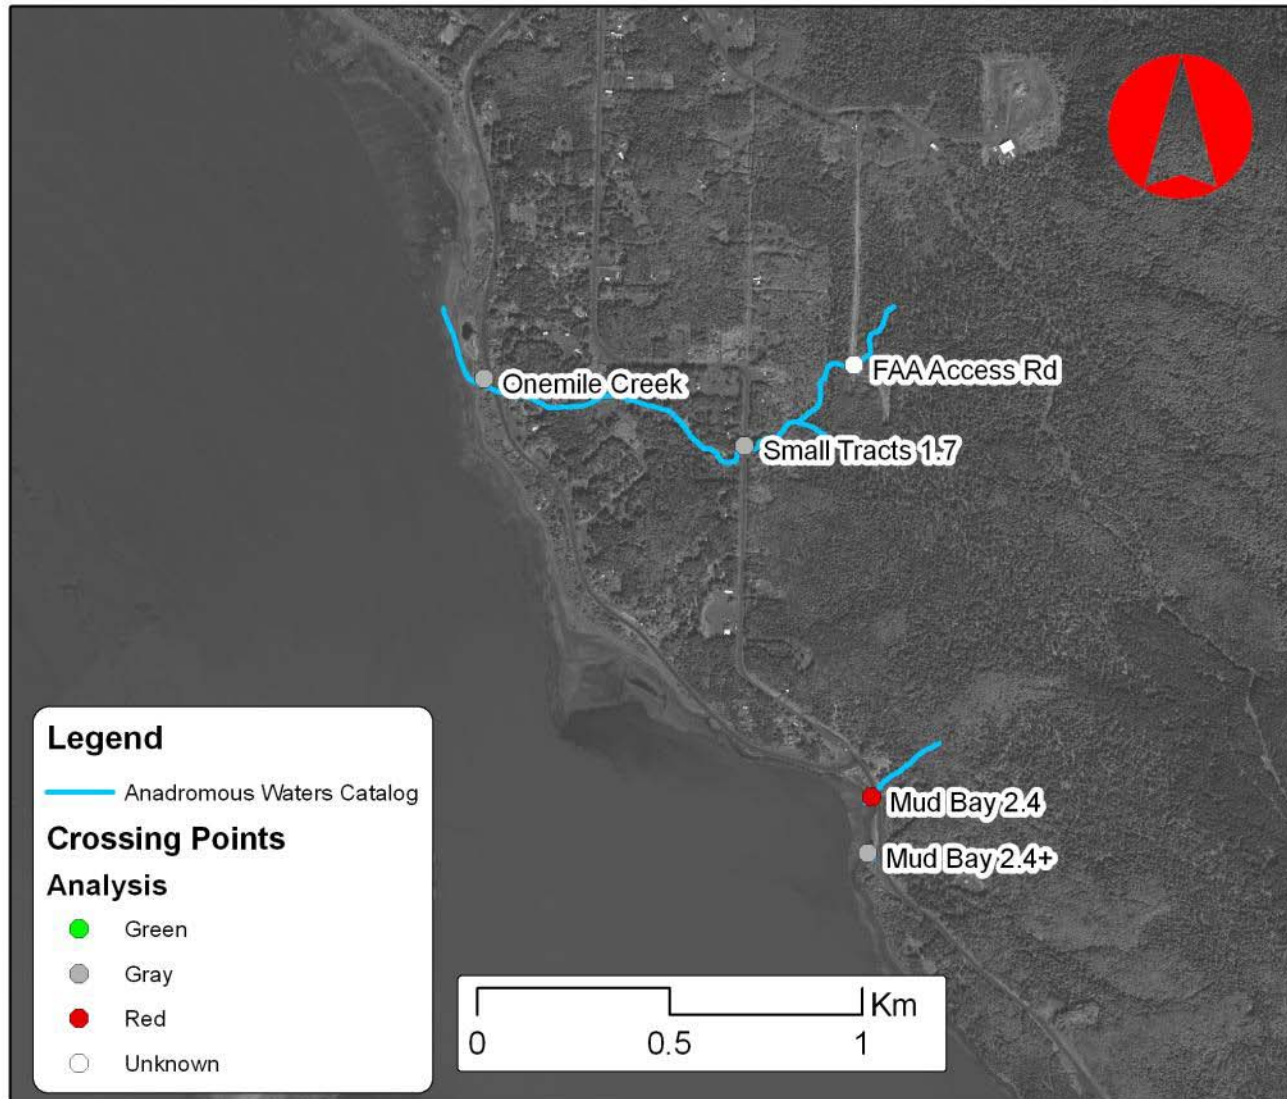 FAA Access Rd
Onemile Creek
Small Tracts 1.7
Mud Bay 2.4
Mud Bay 2.4+
Legend
Anadromous Waters Catalog
Crossing Points
Analysis
Green
Gray
Red
Unknown
Km
0 0.5 1